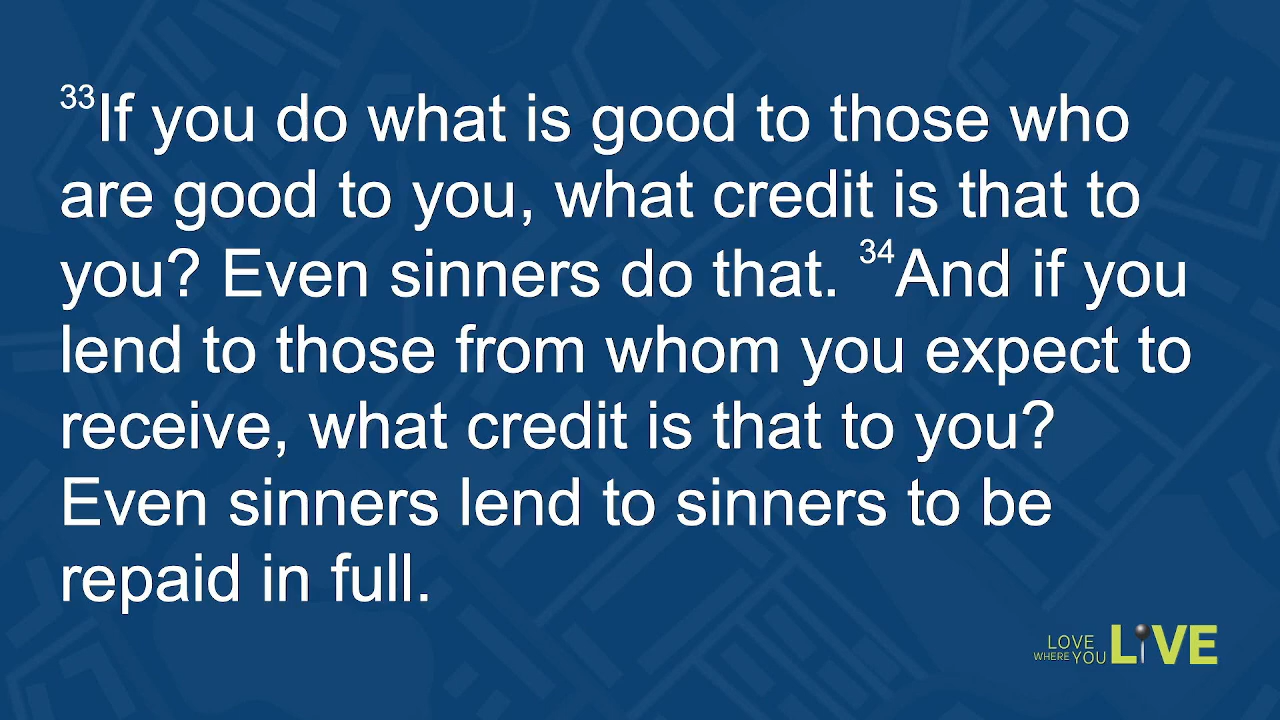 ³³If you do what is good to those who
are good to you, what credit is that to
you? Even sinners do that. ³⁴And if you
lend to those from whom you expect to
receive, what credit is that to you?
Even sinners lend to sinners to be
repaid in full.
LOVE
WHERE YOU LIVE